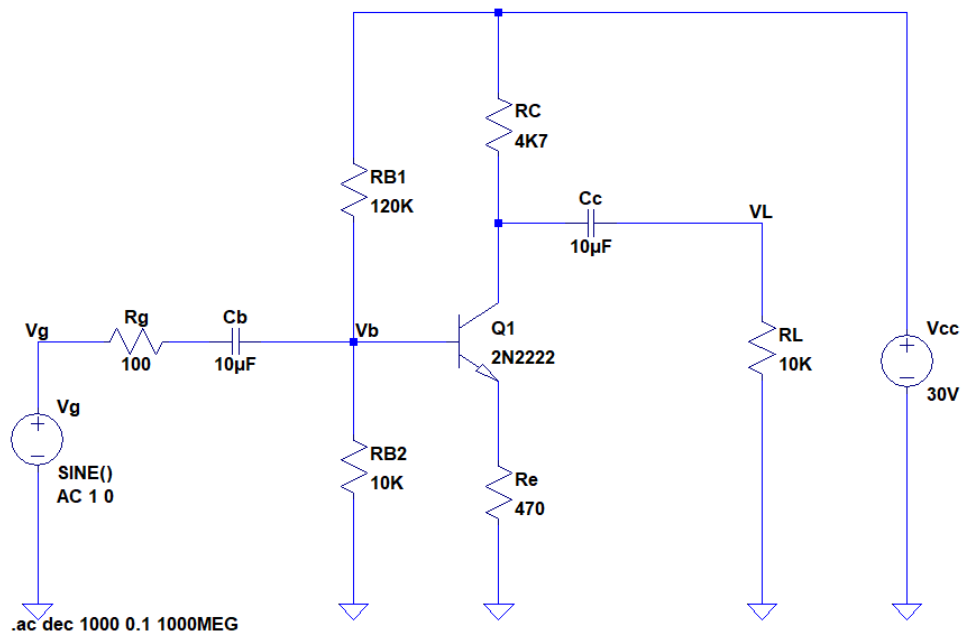 RC
4K7
RB1
120K
Cc
10µF
VL
Vg
Rg
100
Cb
10µF
Vb
Q1
2N2222
RL
10K
Vcc
30V
Vg
SINE()
AC 1 0
RB2
10K
Re
470
.ac dec 1000 0.1 1000MEG